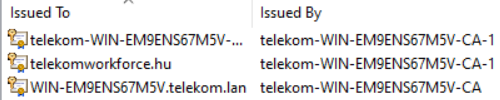 Issued To Issued By
telekom-WIN-EM9ENS67M5V-... telekom-WIN-EM9ENS67M5V-CA-1
telekomworkforce.hu telekom-WIN-EM9ENS67M5V-CA-1
WIN-EM9ENS67M5V.telekom.lan telekom-WIN-EM9ENS67M5V-CA